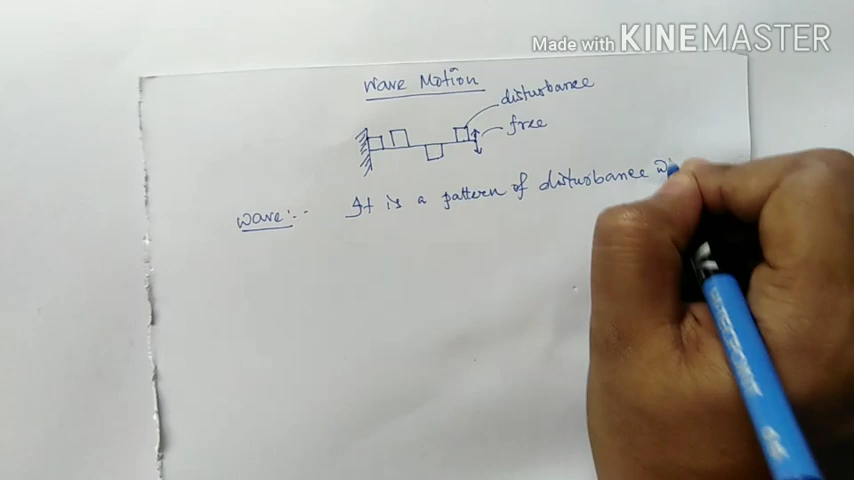 Made with KINEMASTER
Wave Motion
disturbance
free
Wave:-
It is a pattern of disturbance